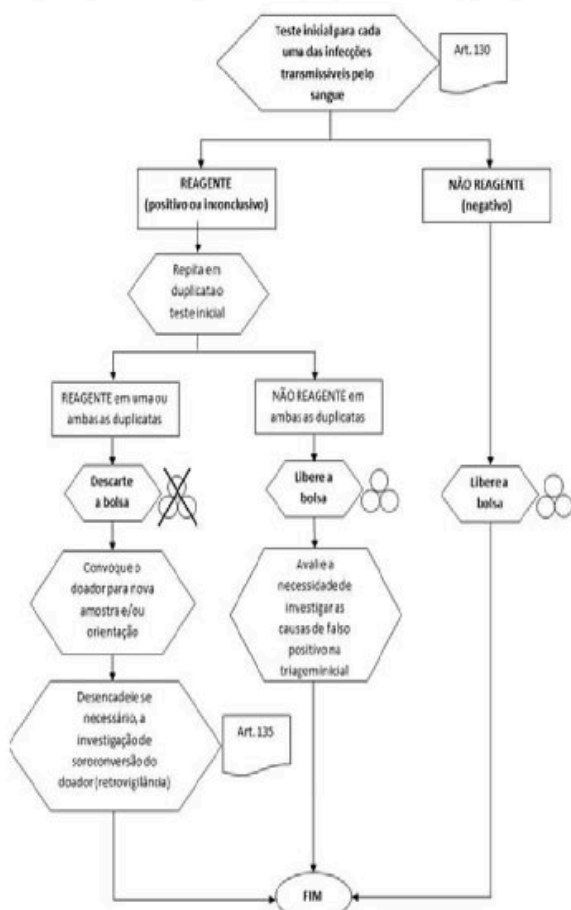 Teste inicial para cada
uma das infecções
transmissíveis pelo
sangue
Art. 130
REAGENTE
(positivo ou inconclusivo)
NÃO REAGENTE
(negativo)
Repita em
duplicata o
teste inicial
REAGENTE em uma ou
ambas as duplicatas
NÃO REAGENTE em
ambas as duplicatas
Descarte
a bolsa
Libere a
bolsa
Libere a
bolsa
Convoque o
doador para nova
amostra e/ou
orientação
Avalie a
necessidade de
investigar as
causas de falso
positivo na
triagem inicial
Desencadeie se
necessário, a
investigação de
soroconversão do
doador (retrovigilância)
Art. 135
FIM